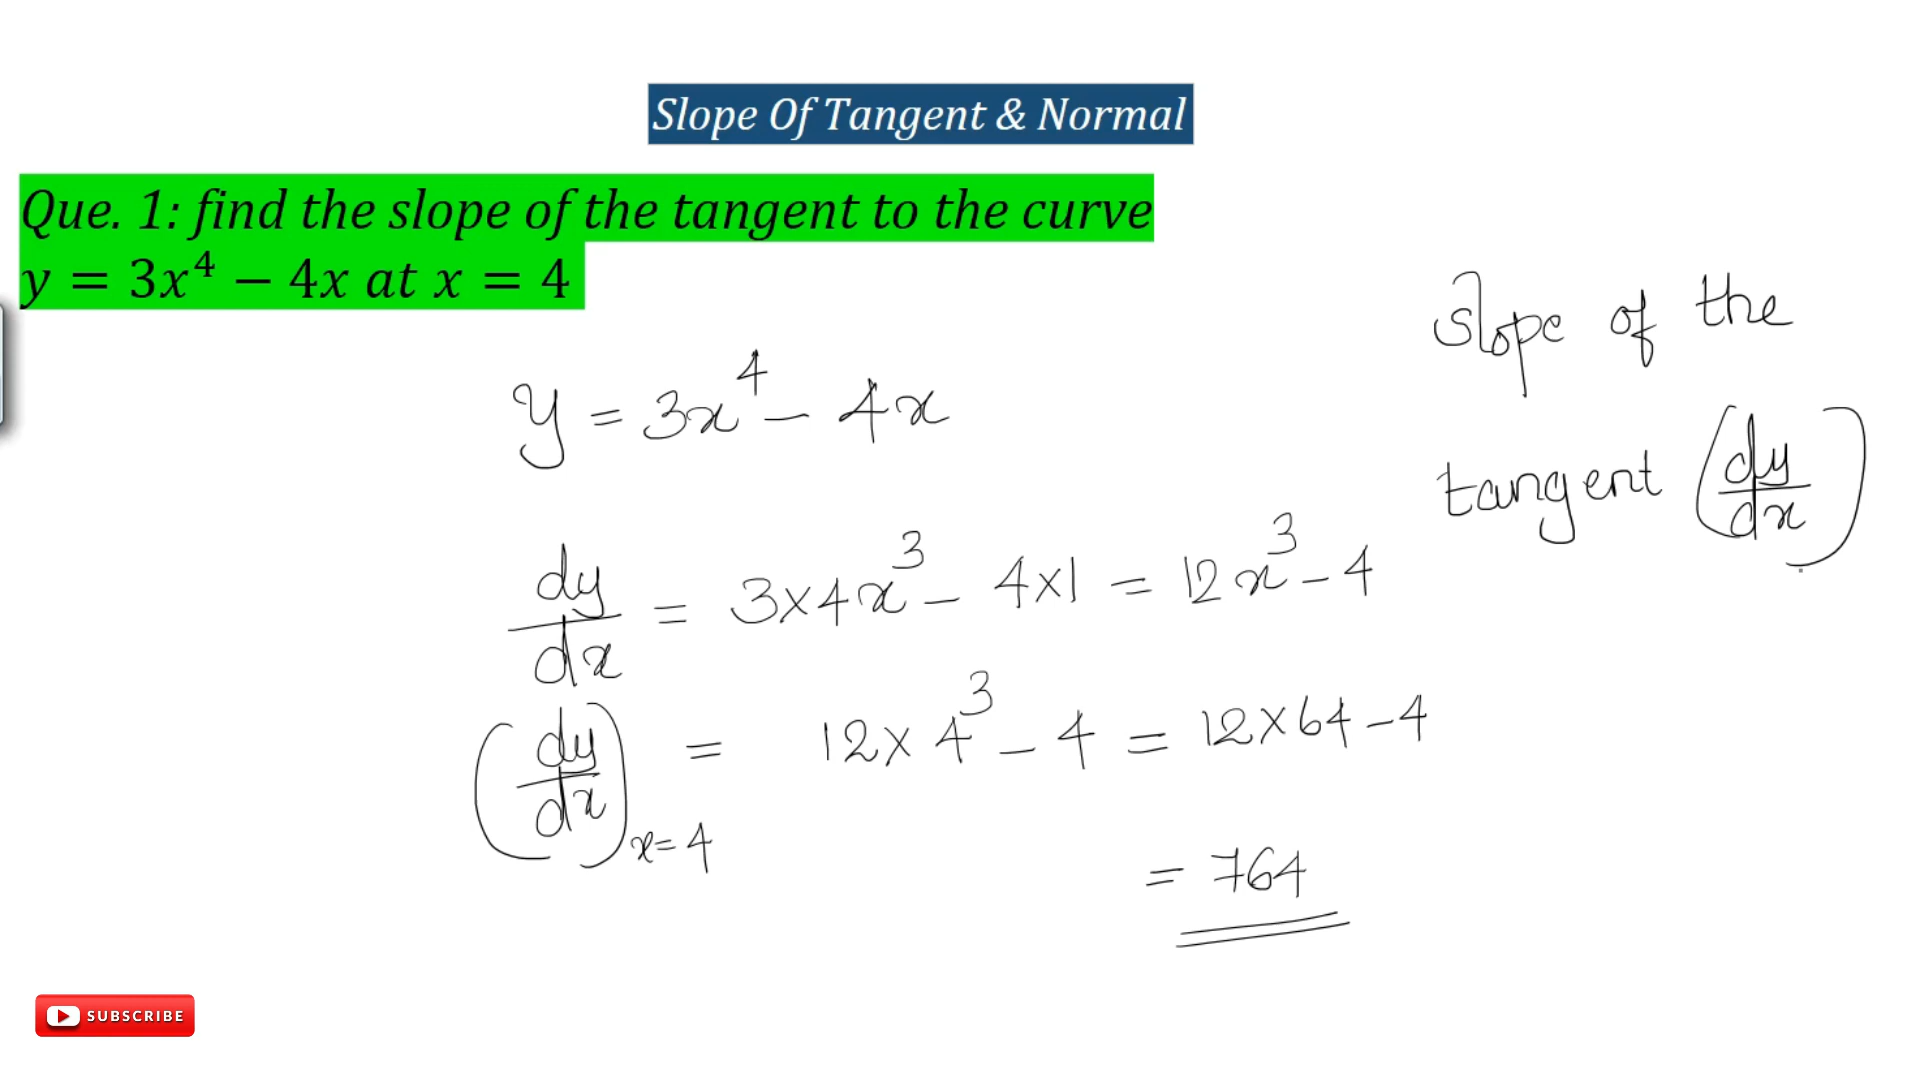 Slope Of Tangent & Normal
Que. 1: find the slope of the tangent to the curve
y = 3x⁴ − 4x at x = 4
y = 3x⁴ − 4x
dy/dx = 3×4x³ − 4×1 = 12x³ − 4
(dy/dx)ₓ₌₄ = 12×4³ − 4 = 12×64 − 4
= 764
Slope of the
tangent (dy/dx)
SUBSCRIBE